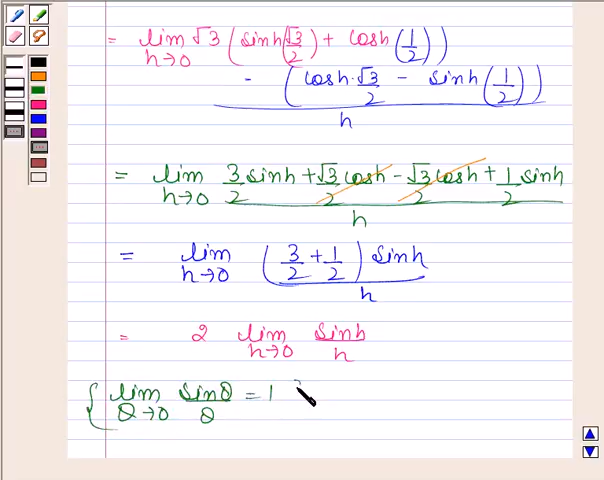 = lim h→0 √3 (sinh(√3/2) + cosh(1/2))
- (cosh·√3/2 - sinh(1/2))
h
= lim h→0 3/2 sinh + √3/2 cosh - √3/2 cosh + 1/2 sinh
h
= lim h→0 (3/2 + 1/2) sinh
h
= 2 lim h→0 sinh/h
{ lim θ→0 sinθ/θ = 1